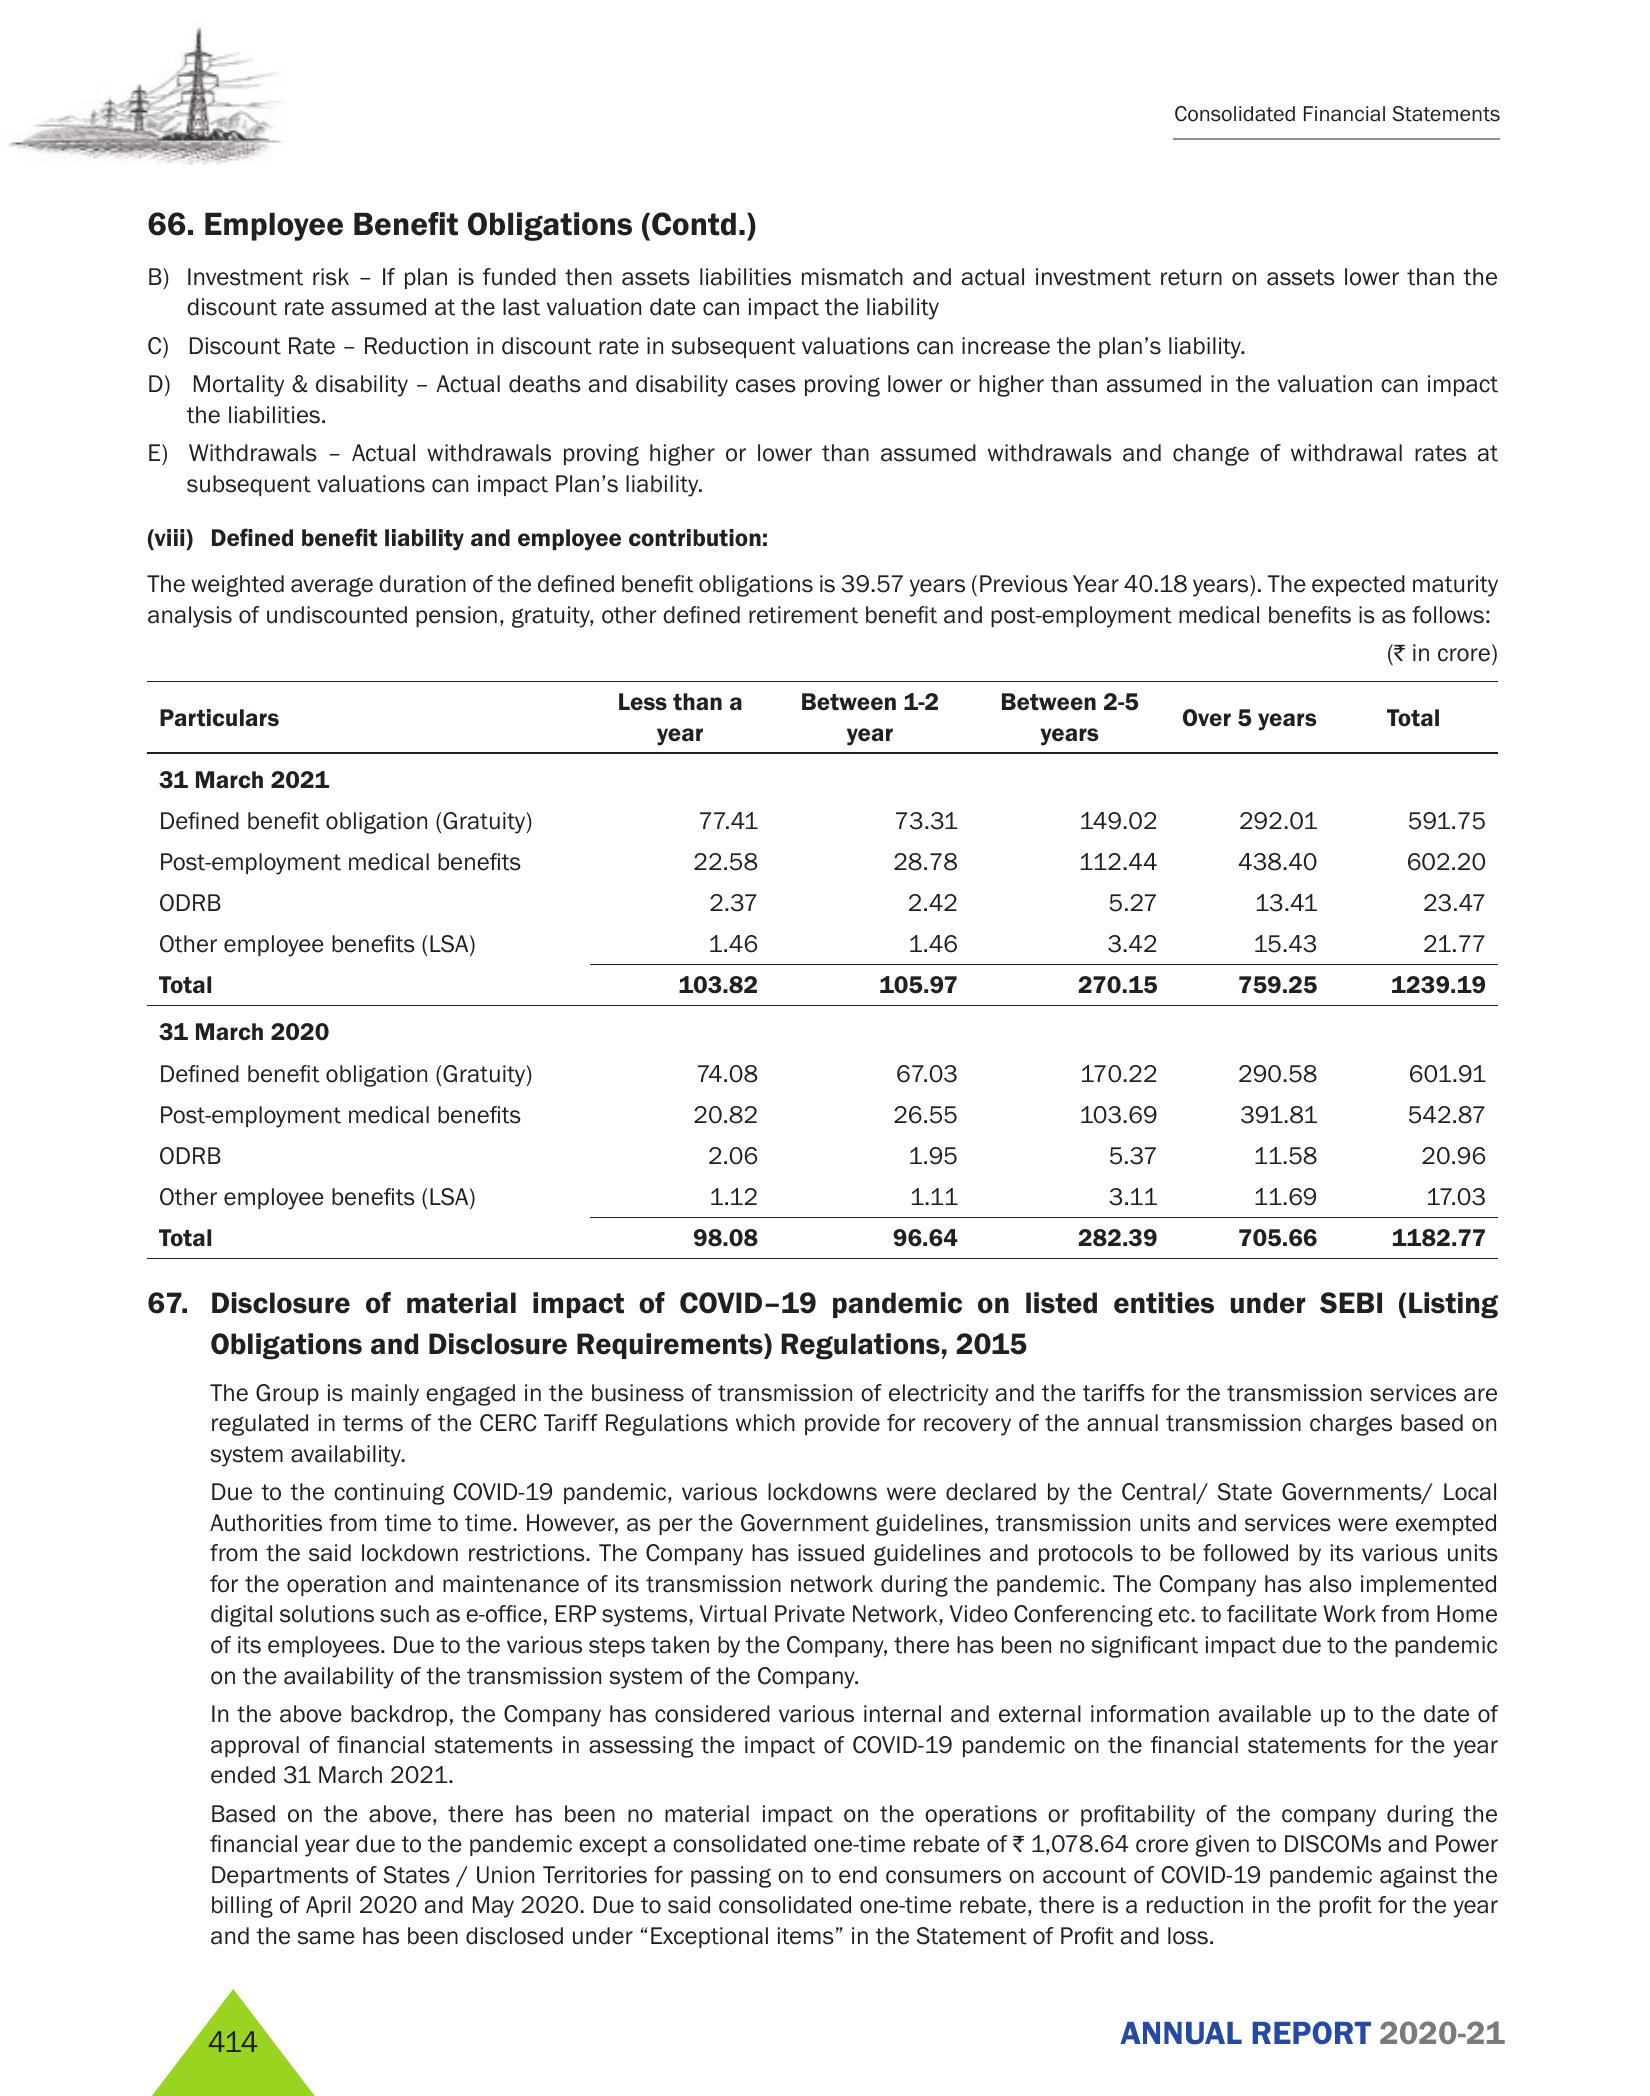 Consolidated Financial Statements
66. Employee Benefit Obligations (Contd.)
B) Investment risk – If plan is funded then assets liabilities mismatch and actual investment return on assets lower than the
discount rate assumed at the last valuation date can impact the liability
C) Discount Rate – Reduction in discount rate in subsequent valuations can increase the plan’s liability.
D) Mortality & disability – Actual deaths and disability cases proving lower or higher than assumed in the valuation can impact
the liabilities.
E) Withdrawals – Actual withdrawals proving higher or lower than assumed withdrawals and change of withdrawal rates at
subsequent valuations can impact Plan’s liability.
(viii) Defined benefit liability and employee contribution:
The weighted average duration of the defined benefit obligations is 39.57 years (Previous Year 40.18 years). The expected maturity
analysis of undiscounted pension, gratuity, other defined retirement benefit and post-employment medical benefits is as follows:
(₹ in crore)
Particulars Less than a year Between 1-2 year Between 2-5 years Over 5 years Total
31 March 2021
Defined benefit obligation (Gratuity) 77.41 73.31 149.02 292.01 591.75
Post-employment medical benefits 22.58 28.78 112.44 438.40 602.20
ODRB 2.37 2.42 5.27 13.41 23.47
Other employee benefits (LSA) 1.46 1.46 3.42 15.43 21.77
Total 103.82 105.97 270.15 759.25 1239.19
31 March 2020
Defined benefit obligation (Gratuity) 74.08 67.03 170.22 290.58 601.91
Post-employment medical benefits 20.82 26.55 103.69 391.81 542.87
ODRB 2.06 1.95 5.37 11.58 20.96
Other employee benefits (LSA) 1.12 1.11 3.11 11.69 17.03
Total 98.08 96.64 282.39 705.66 1182.77
67. Disclosure of material impact of COVID–19 pandemic on listed entities under SEBI (Listing
Obligations and Disclosure Requirements) Regulations, 2015
The Group is mainly engaged in the business of transmission of electricity and the tariffs for the transmission services are
regulated in terms of the CERC Tariff Regulations which provide for recovery of the annual transmission charges based on
system availability.
Due to the continuing COVID-19 pandemic, various lockdowns were declared by the Central/ State Governments/ Local
Authorities from time to time. However, as per the Government guidelines, transmission units and services were exempted
from the said lockdown restrictions. The Company has issued guidelines and protocols to be followed by its various units
for the operation and maintenance of its transmission network during the pandemic. The Company has also implemented
digital solutions such as e-office, ERP systems, Virtual Private Network, Video Conferencing etc. to facilitate Work from Home
of its employees. Due to the various steps taken by the Company, there has been no significant impact due to the pandemic
on the availability of the transmission system of the Company.
In the above backdrop, the Company has considered various internal and external information available up to the date of
approval of financial statements in assessing the impact of COVID-19 pandemic on the financial statements for the year
ended 31 March 2021.
Based on the above, there has been no material impact on the operations or profitability of the company during the
financial year due to the pandemic except a consolidated one-time rebate of ₹ 1,078.64 crore given to DISCOMs and Power
Departments of States / Union Territories for passing on to end consumers on account of COVID-19 pandemic against the
billing of April 2020 and May 2020. Due to said consolidated one-time rebate, there is a reduction in the profit for the year
and the same has been disclosed under “Exceptional items” in the Statement of Profit and loss.
414
ANNUAL REPORT 2020-21